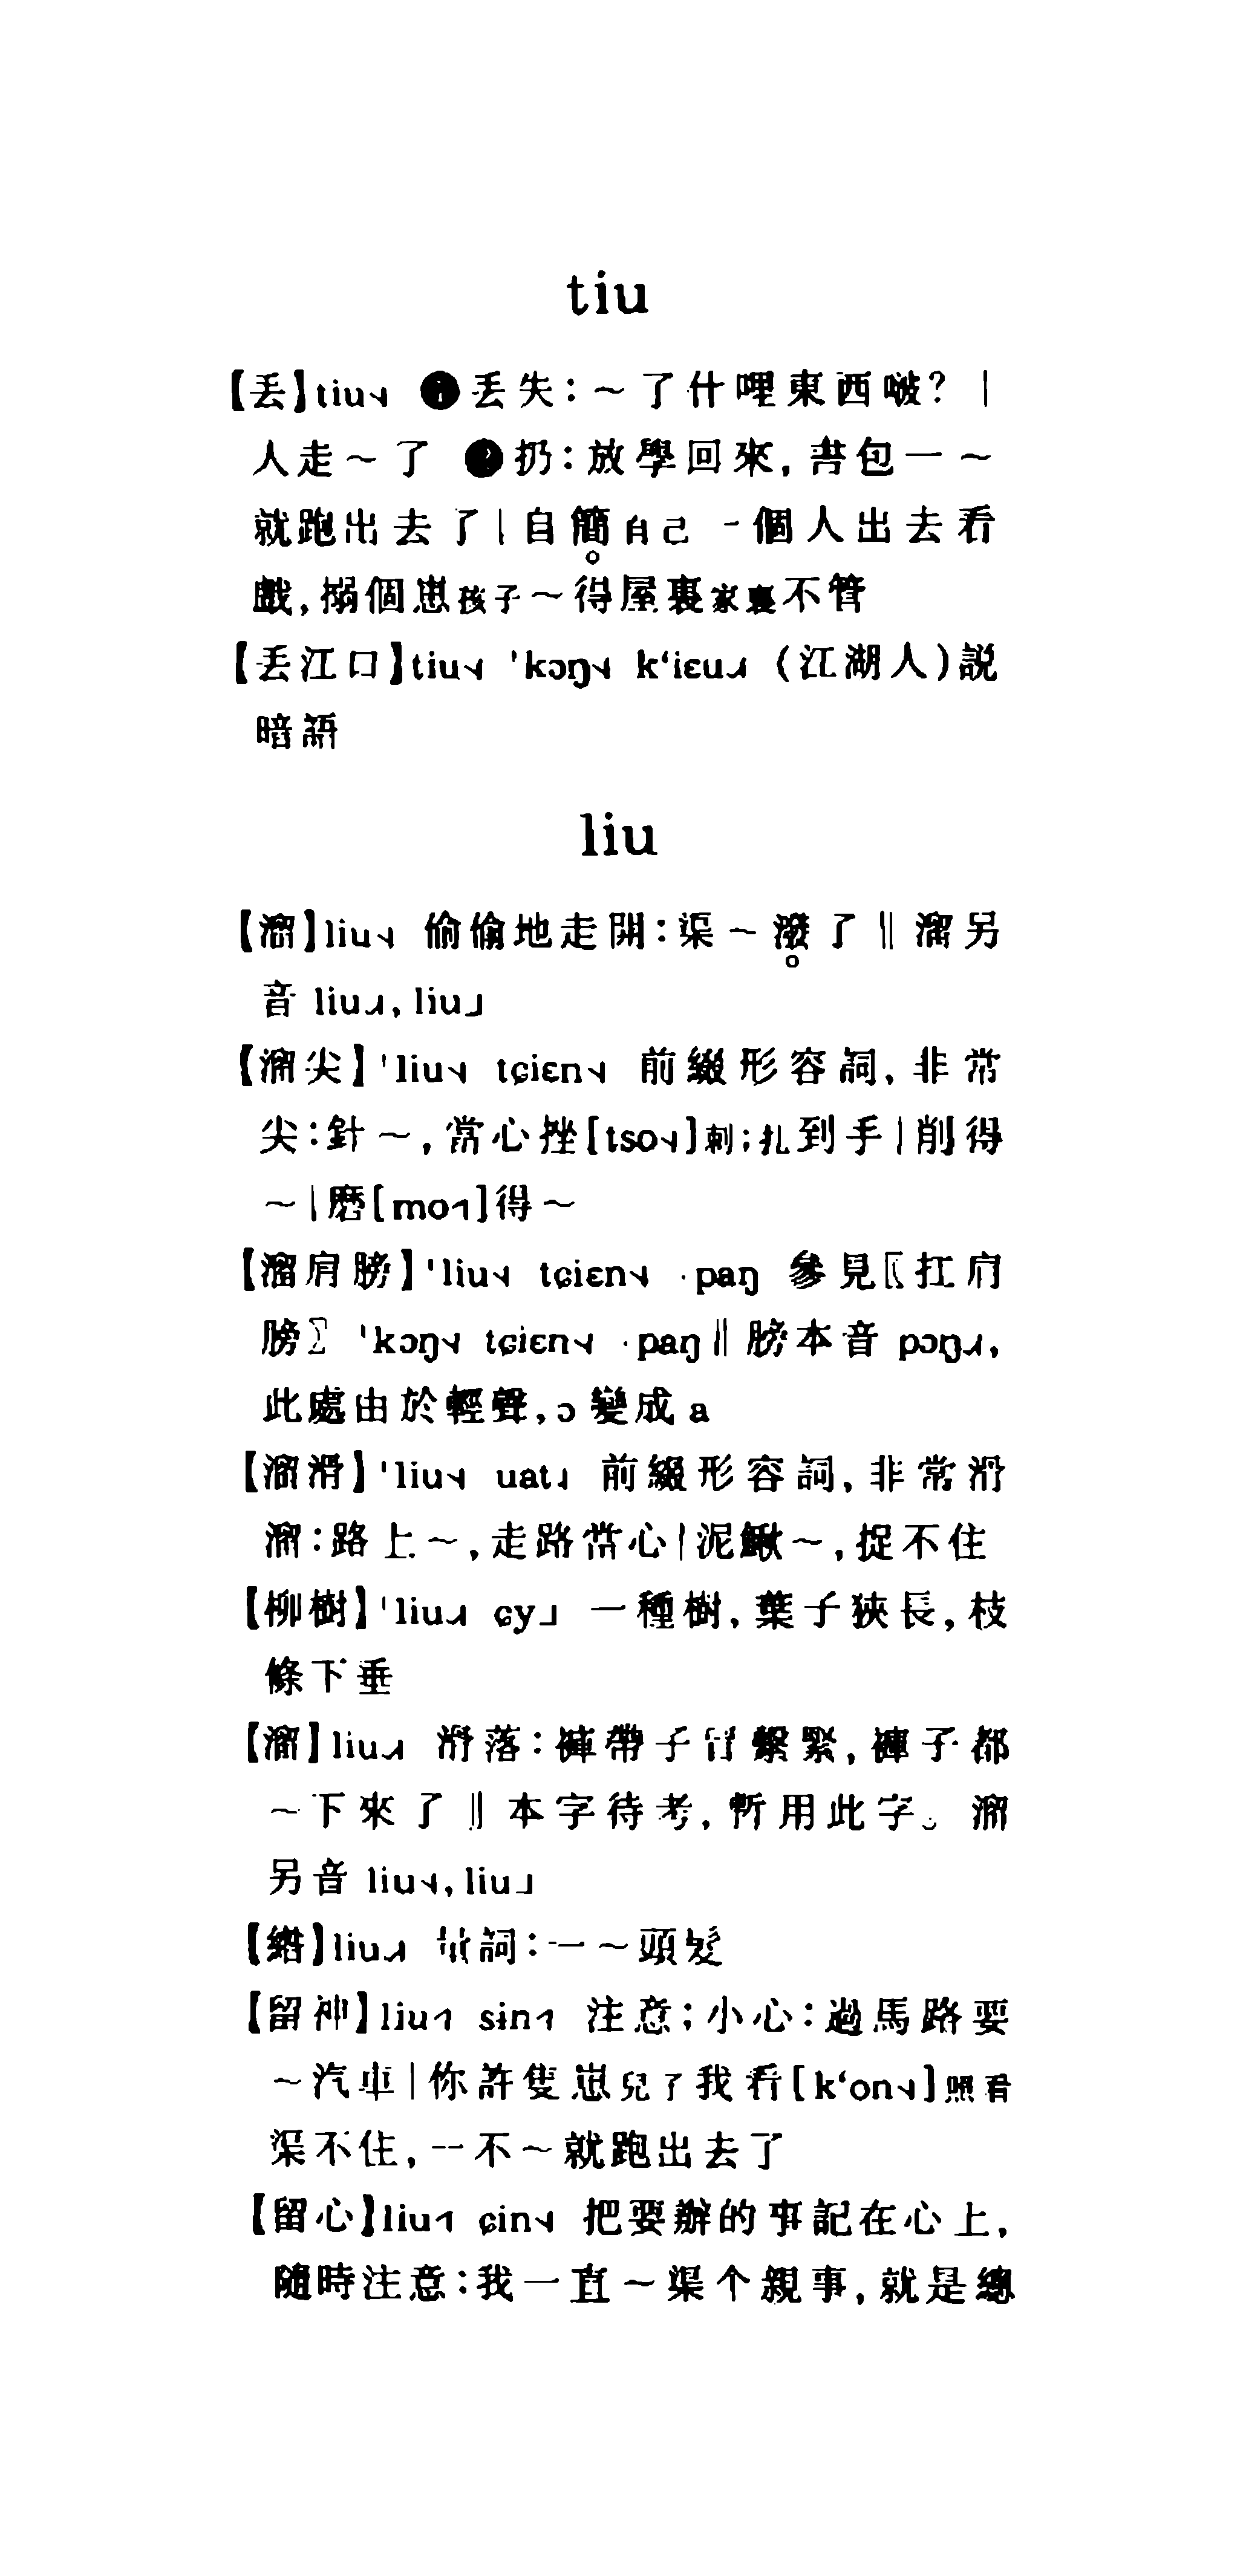 tiu
【丟】tiu˧˩ ❶丟失：～了什哩東西啵？｜
人走～了 ❷扔：放學回來，書包一～
就跑出去了｜自簡自己 一個人出去看
戲，搦個崽孩子～得屋裏家裏不管
【丟江口】tiu˧˩ ˈkɔŋ˧˩ kʻiɛu˩˧ （江湖人）説
暗語
liu
【溜】liu˧˩ 偷偷地走開：渠～潑了‖溜另
音 liu˩˧，liu˩
【溜尖】ˈliu˧˩ tɕiɛn˧˩ 前綴形容詞，非常
尖：針～，當心挫[tso˧˩]刺；扎到手｜削得
～｜磨[mo˧˥]得～
【溜肩膀】ˈliu˧˩ tɕiɛn˧˩ ·paŋ 參見〖扛肩
膀〗ˈkɔŋ˧˩ tɕiɛn˧˩ ·paŋ‖膀本音 pɔŋ˩˧，
此處由於輕聲，ɔ 變成 a
【溜滑】ˈliu˧˩ uat˩ 前綴形容詞，非常滑
溜：路上～，走路當心｜泥鰍～，捉不住
【柳樹】ˈliu˩˧ ɕy˩ 一種樹，葉子狹長，枝
條下垂
【溜】liu˩˧ 滑落：褲帶子冇繫緊，褲子都
～下來了‖本字待考，暫用此字。溜
另音 liu˧˩，liu˩
【綹】liu˩˧ 量詞：一～頭髮
【留神】liu˧˥ sin˧˥ 注意；小心：過馬路要
～汽車｜你許隻崽兒子我看[kʻon˧˩]照看
渠不住，一不～就跑出去了
【留心】liu˧˥ ɕin˧˩ 把要辦的事記在心上，
隨時注意：我一直～渠个親事，就是總